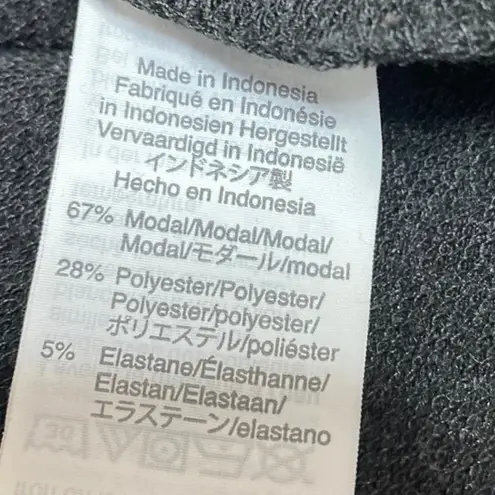 Made in Indonesia
Fabriqué en Indonésie
in Indonesien Hergestellt
Vervaardigd in Indonesië
インドネシア製
Hecho en Indonesia
67% Modal/Modal/Modal/
Modal/モダール/modal
28% Polyester/Polyester/
Polyester/polyester/
ポリエステル/poliéster
5% Elastane/Élasthanne/
Elastan/Elastaan/
エラステーン/elastano
30